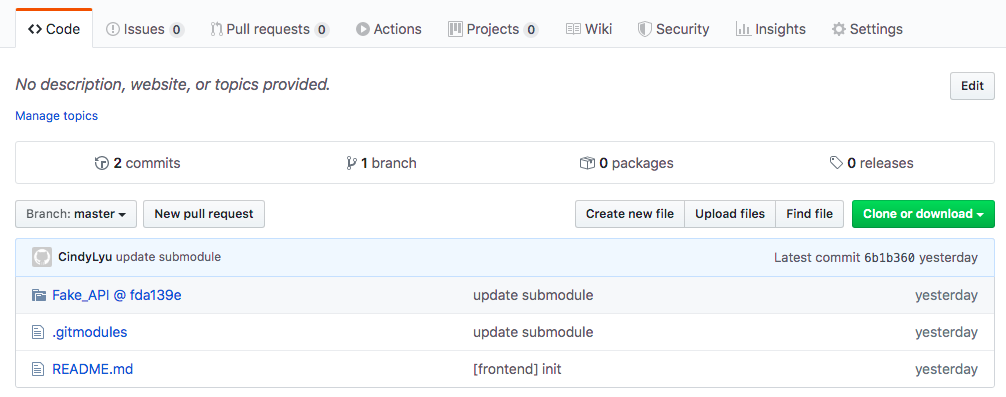 Code Issues 0 Pull requests 0 Actions Projects 0 Wiki Security Insights Settings
No description, website, or topics provided. Edit
Manage topics
2 commits 1 branch 0 packages 0 releases
Branch: master New pull request Create new file Upload files Find file Clone or download
CindyLyu update submodule Latest commit 6b1b360 yesterday
Fake_API @ fda139e update submodule yesterday
.gitmodules update submodule yesterday
README.md [frontend] init yesterday